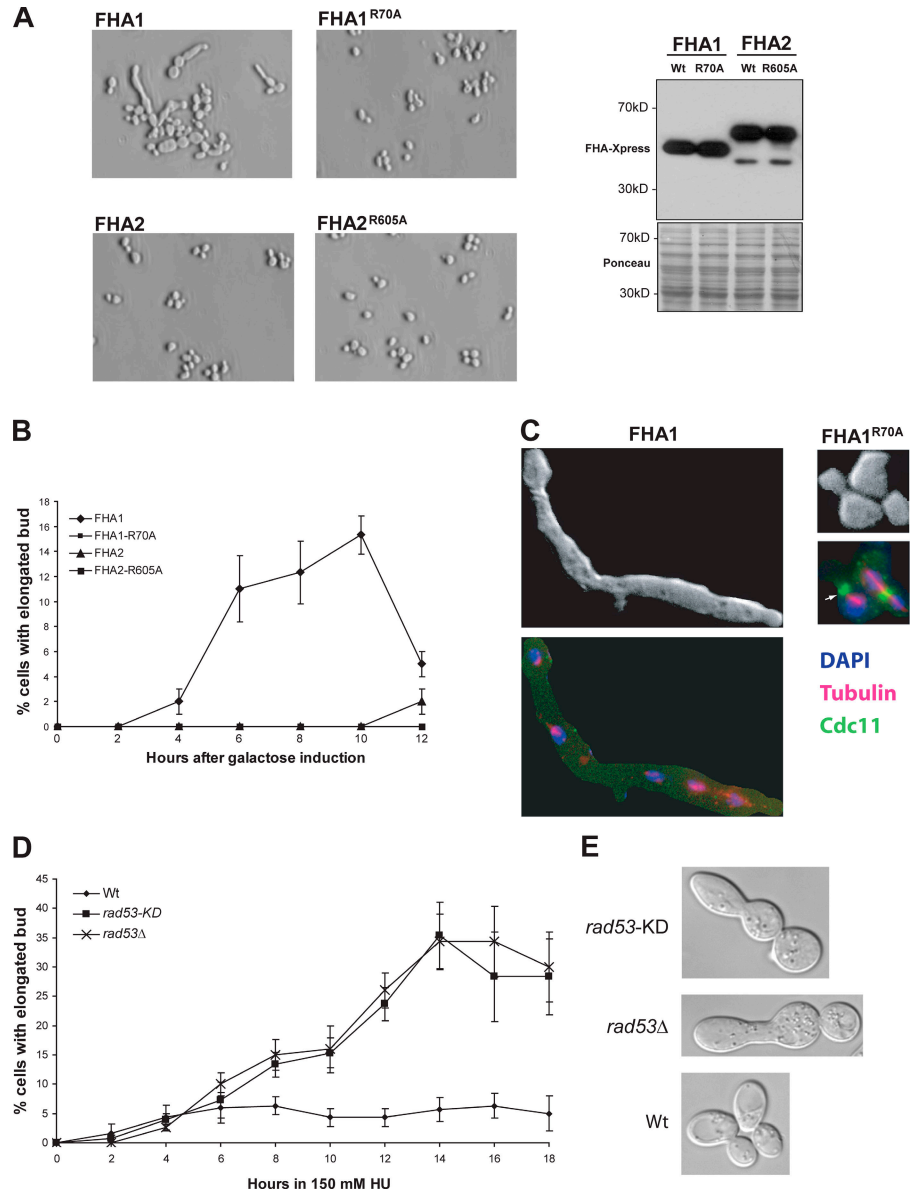 A
FHA1
FHA1R70A
FHA2
FHA2R605A
FHA1 FHA2
Wt R70A Wt R605A
70kD
FHA-Xpress
30kD
70kD
Ponceau
30kD
B
% cells with elongated bud
18
16
14
12
10
8
6
4
2
0
FHA1
FHA1-R70A
FHA2
FHA2-R605A
0 2 4 6 8 10 12
Hours after galactose induction
C
FHA1
FHA1R70A
DAPI
Tubulin
Cdc11
D
% cells with elongated bud
45
40
35
30
25
20
15
10
5
0
Wt
rad53-KD
rad53Δ
0 2 4 6 8 10 12 14 16 18
Hours in 150 mM HU
E
rad53-KD
rad53Δ
Wt